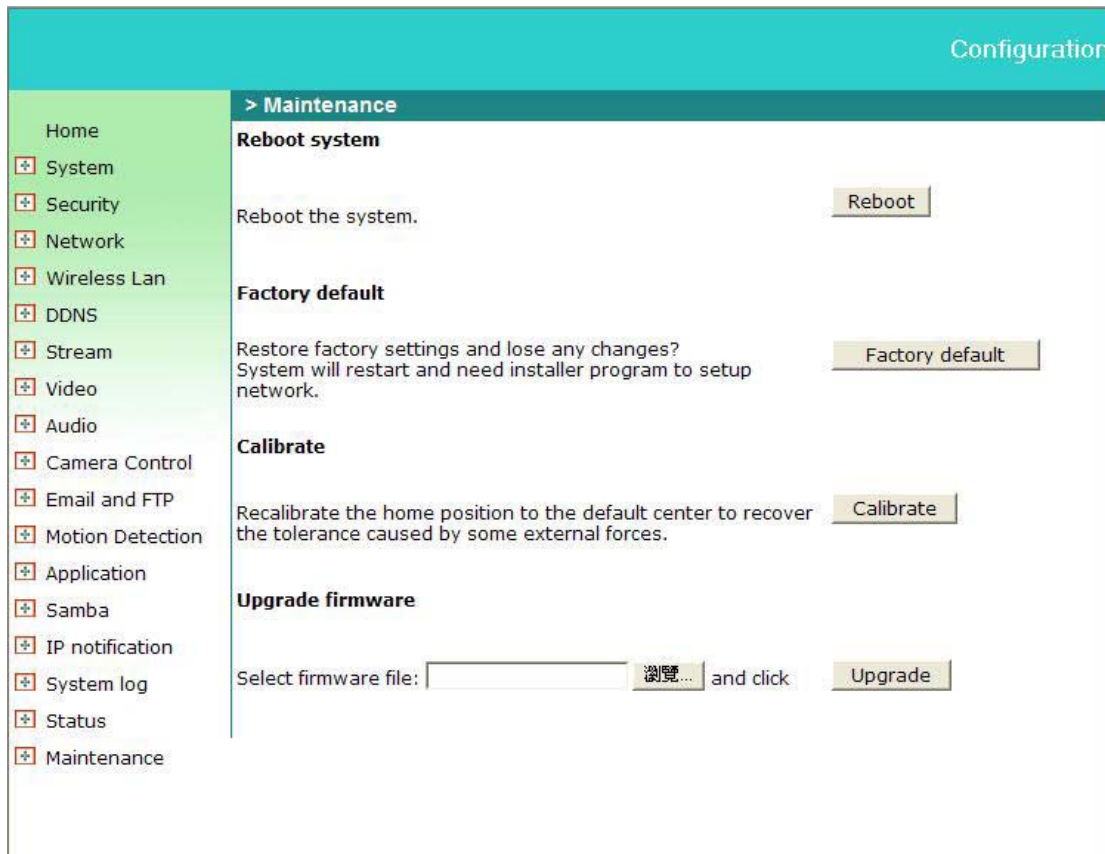 Configuration
> Maintenance
Home
System
Security
Network
Wireless Lan
DDNS
Stream
Video
Audio
Camera Control
Email and FTP
Motion Detection
Application
Samba
IP notification
System log
Status
Maintenance
Reboot system
Reboot the system.
Reboot
Factory default
Restore factory settings and lose any changes?
System will restart and need installer program to setup
network.
Factory default
Calibrate
Recalibrate the home position to the default center to recover
the tolerance caused by some external forces.
Calibrate
Upgrade firmware
Select firmware file: 瀏覽... and click Upgrade